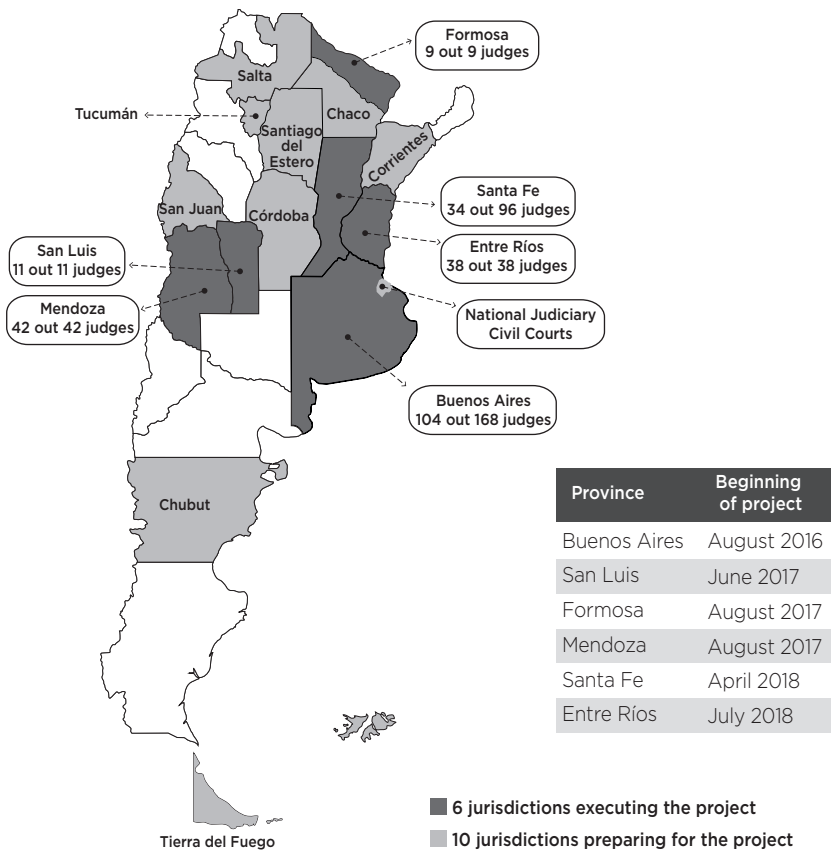 Formosa
9 out 9 judges
Salta
Tucumán
Chaco
Santiago
del
Estero
Corrientes
Santa Fe
34 out 96 judges
San Juan
Córdoba
San Luis
11 out 11 judges
Entre Ríos
38 out 38 judges
Mendoza
42 out 42 judges
National Judiciary
Civil Courts
Buenos Aires
104 out 168 judges
Chubut
Province Beginning
of project
Buenos Aires August 2016
San Luis June 2017
Formosa August 2017
Mendoza August 2017
Santa Fe April 2018
Entre Ríos July 2018
6 jurisdictions executing the project
10 jurisdictions preparing for the project
Tierra del Fuego